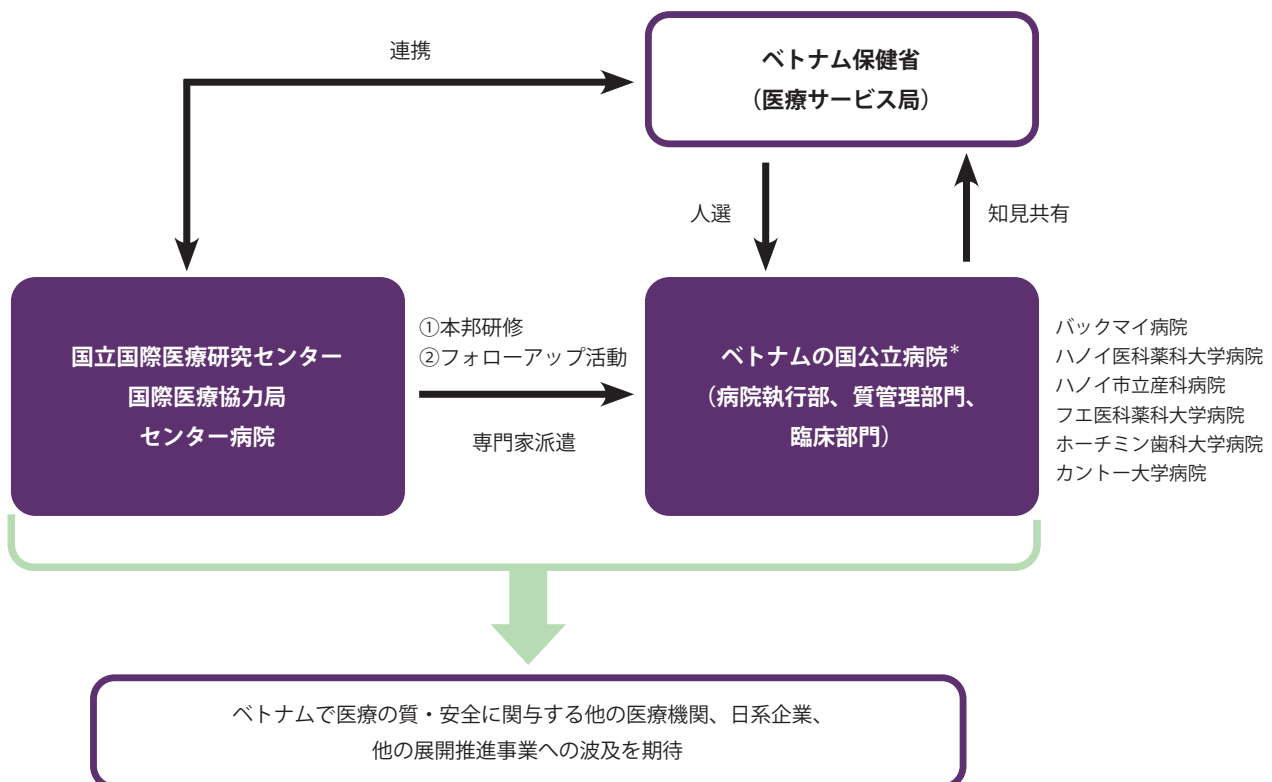 連携
ベトナム保健省
（医療サービス局）
人選
知見共有
国立国際医療研究センター
国際医療協力局
センター病院
①本邦研修
②フォローアップ活動
専門家派遣
ベトナムの国公立病院*
（病院執行部、質管理部門、
臨床部門）
バックマイ病院
ハノイ医科薬科大学病院
ハノイ市立産科病院
フエ医科薬科大学病院
ホーチミン歯科大学病院
カントー大学病院
ベトナムで医療の質・安全に関与する他の医療機関、日系企業、
他の展開推進事業への波及を期待